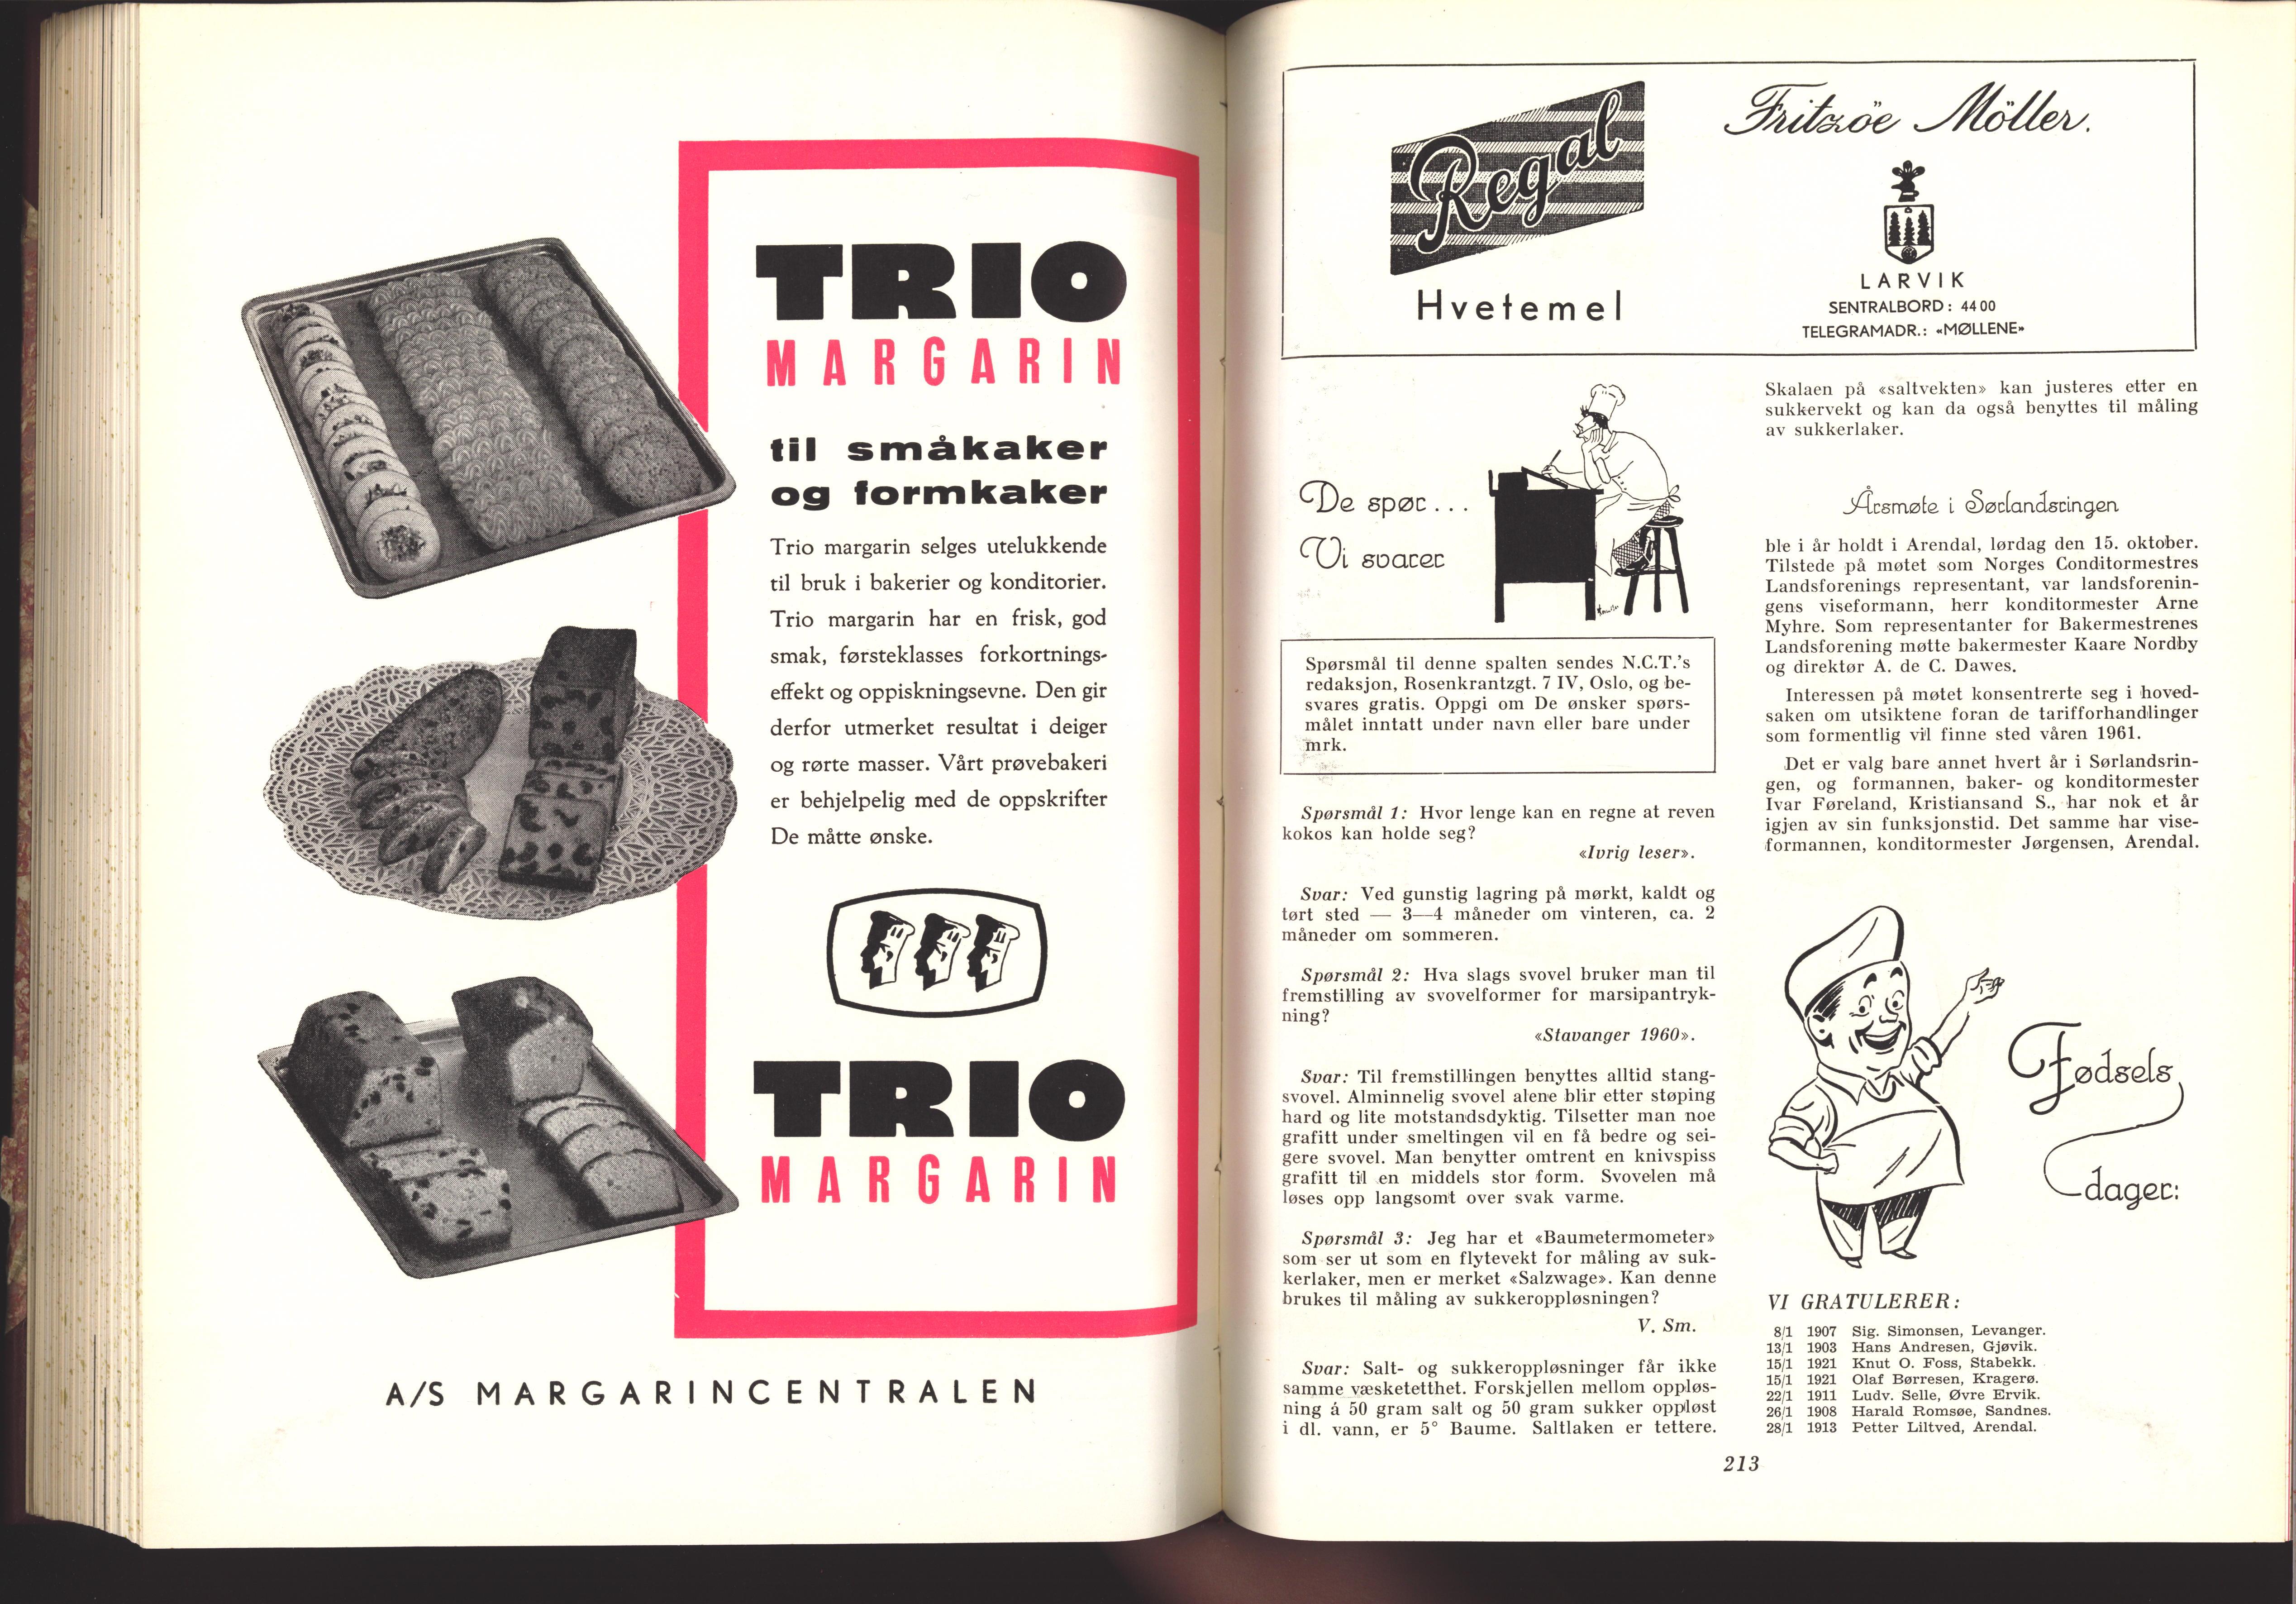 TRIO
MARGARIN
til småkaker
og formkaker
Trio margarin selges utelukkende
til bruk i bakerier og konditorier.
Trio margarin har en frisk, god
smak, førsteklasses forkortnings-
effekt og oppiskningsevne. Den gir
derfor utmerket resultat i deiger
og rørte masser. Vårt prøvebakeri
er behjelpelig med de oppskrifter
De måtte ønske.
TRIO
MARGARIN
A/S MARGARINCENTRALEN
Regal
Hvetemel
Fritzöe Möller.
LARVIK
SENTRALBORD: 4400
TELEGRAMADR.: «MØLLENE»
De spør...
Vi svarer
Spørsmål til denne spalten sendes N.C.T.'s
redaksjon, Rosenkrantzgt. 7 IV, Oslo, og be-
svares gratis. Oppgi om De ønsker spørs-
målet inntatt under navn eller bare under
mrk.
Spørsmål 1: Hvor lenge kan en regne at reven
kokos kan holde seg?
«Ivrig leser».
Svar: Ved gunstig lagring på mørkt, kaldt og
tørt sted — 3—4 måneder om vinteren, ca. 2
måneder om sommeren.
Spørsmål 2: Hva slags svovel bruker man til
fremstilling av svovelformer for marsipantryk-
ning?
«Stavanger 1960».
Svar: Til fremstillingen benyttes alltid stang-
svovel. Alminnelig svovel alene blir etter støping
hard og lite motstandsdyktig. Tilsetter man noe
grafitt under smeltingen vil en få bedre og sei-
gere svovel. Man benytter omtrent en knivspiss
grafitt til en middels stor form. Svovelen må
løses opp langsomt over svak varme.
Spørsmål 3: Jeg har et «Baumetermometer»
som ser ut som en flytevekt for måling av suk-
kerlaker, men er merket «Salzwage». Kan denne
brukes til måling av sukkeroppløsningen?
V. Sm.
Svar: Salt- og sukkeroppløsninger får ikke
samme væsketetthet. Forskjellen mellom oppløs-
ning á 50 gram salt og 50 gram sukker oppløst
i dl. vann, er 5° Baume. Saltlaken er tettere.
Skalaen på «saltvekten» kan justeres etter en
sukkervekt og kan da også benyttes til måling
av sukkerlaker.
Årsmøte i Sørlandsringen
ble i år holdt i Arendal, lørdag den 15. oktober.
Tilstede på møtet som Norges Conditormestres
Landsforenings representant, var landsforenin-
gens viseformann, herr konditormester Arne
Myhre. Som representanter for Bakermestrenes
Landsforening møtte bakermester Kaare Nordby
og direktør A. de C. Dawes.
Interessen på møtet konsentrerte seg i hoved-
saken om utsiktene foran de tarifforhandlinger
som formentlig vil finne sted våren 1961.
Det er valg bare annet hvert år i Sørlandsrin-
gen, og formannen, baker- og konditormester
Ivar Føreland, Kristiansand S., har nok et år
igjen av sin funksjonstid. Det samme har vise-
formannen, konditormester Jørgensen, Arendal.
Fødsels
dager:
VI GRATULERER:
8/1 1907 Sig. Simonsen, Levanger.
13/1 1903 Hans Andresen, Gjøvik.
15/1 1921 Knut O. Foss, Stabekk.
15/1 1921 Olaf Børresen, Kragerø.
22/1 1911 Ludv. Selle, Øvre Ervik.
26/1 1908 Harald Romsøe, Sandnes.
28/1 1913 Petter Liltved, Arendal.
213